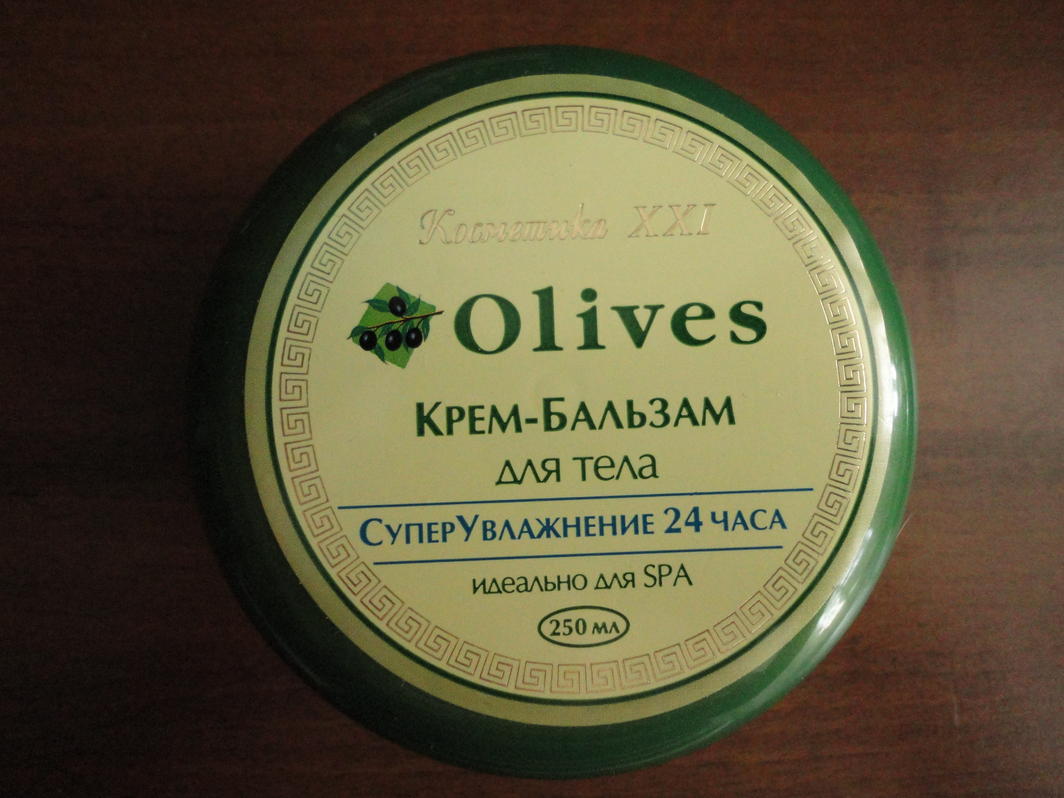 Косметика XXI
Olives
Крем-Бальзам
для тела
СуперУвлажнение 24 часа
идеально для SPA
250 мл